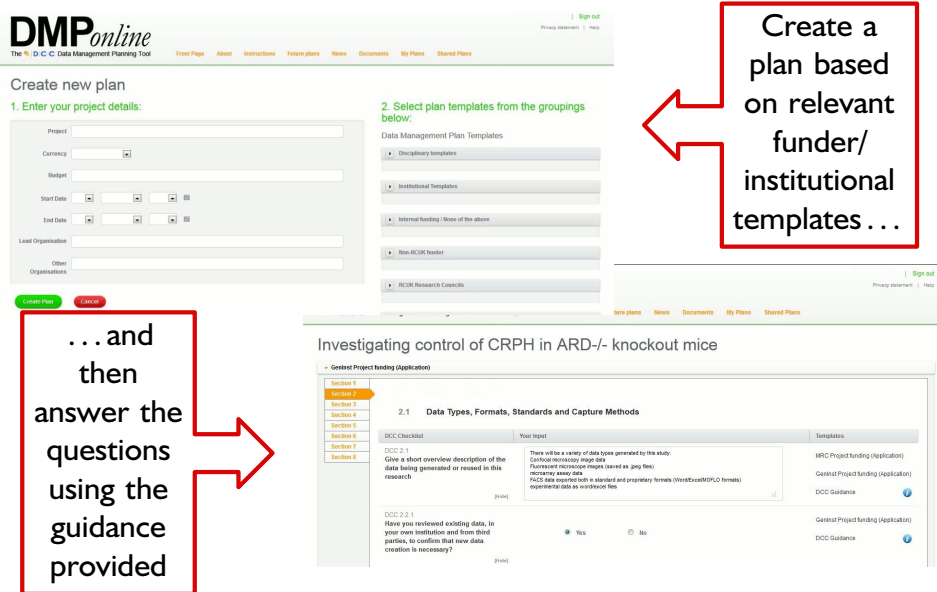 | Sign out
Privacy statement | Help
DMPonline
The DCC Data Management Planning Tool
Front Page About Instructions Future plans News Documents My Plans Shared Plans
Create new plan
1. Enter your project details:
Project
Currency
Budget
Start Date
End Date
Lead Organisation
Other
Organisations
Create Plan Cancel
2. Select plan templates from the groupings
below:
Data Management Plan Templates
Disciplinary templates
Institutional Templates
Internal funding / None of the above
Non-RCUK funder
RCUK Research Councils
Create a
plan based
on relevant
funder/
institutional
templates…
…and
then
answer the
questions
using the
guidance
provided
| Sign out
Privacy statement | Help
ture plans News Documents My Plans Shared Plans
Investigating control of CRPH in ARD-/- knockout mice
GenInst Project funding (Application)
Section 1
Section 2
Section 3
Section 4
Section 5
Section 6
Section 7
Section 8
2.1 Data Types, Formats, Standards and Capture Methods
DCC Checklist Your Input Templates
DCC 2.1
Give a short overview description of the
data being generated or reused in this
research
[Hide]
There will be a variety of data types generated by this study:
Confocal microscopy image data
Fluorescent microscope images (saved as .jpeg files)
microarray assay data
FACS data exported both in standard and proprietary formats (Word/Excel/MOFLO formats)
experimental data as word/excel files
MRC Project funding (Application)
GenInst Project funding (Application)
DCC Guidance
DCC 2.2.1
Have you reviewed existing data, in
your own institution and from third
parties, to confirm that new data
creation is necessary?
[Hide]
Yes No
GenInst Project funding (Application)
DCC Guidance